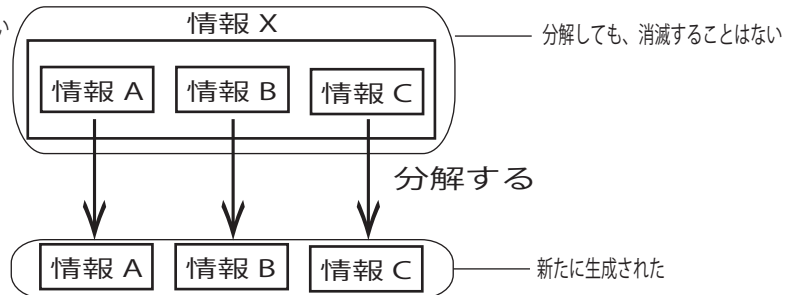 い
情報 X
分解しても、消滅することはない
情報 A 情報 B 情報 C
分解する
情報 A 情報 B 情報 C
新たに生成された